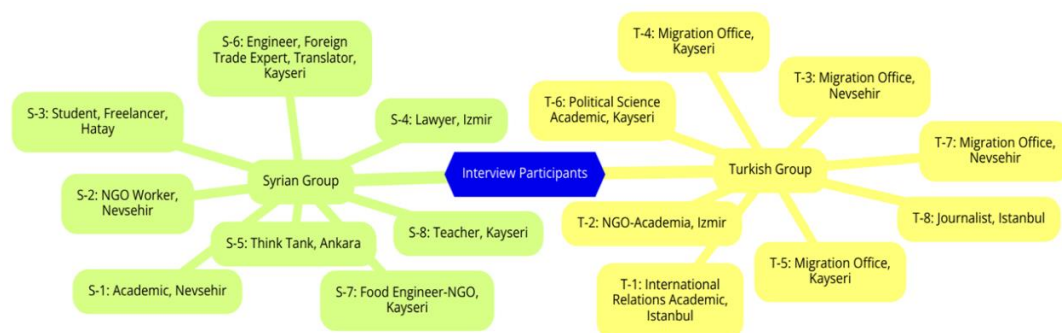 S-6: Engineer, Foreign
Trade Expert, Translator,
Kayseri
S-3: Student, Freelancer,
Hatay
S-4: Lawyer, Izmir
Syrian Group
S-2: NGO Worker,
Nevsehir
S-8: Teacher, Kayseri
S-5: Think Tank, Ankara
S-1: Academic, Nevsehir
S-7: Food Engineer-NGO,
Kayseri
Interview Participants
T-4: Migration Office,
Kayseri
T-3: Migration Office,
Nevsehir
T-6: Political Science
Academic, Kayseri
T-7: Migration Office,
Nevsehir
Turkish Group
T-2: NGO-Academia, Izmir
T-8: Journalist, Istanbul
T-5: Migration Office,
Kayseri
T-1: International
Relations Academic,
Istanbul